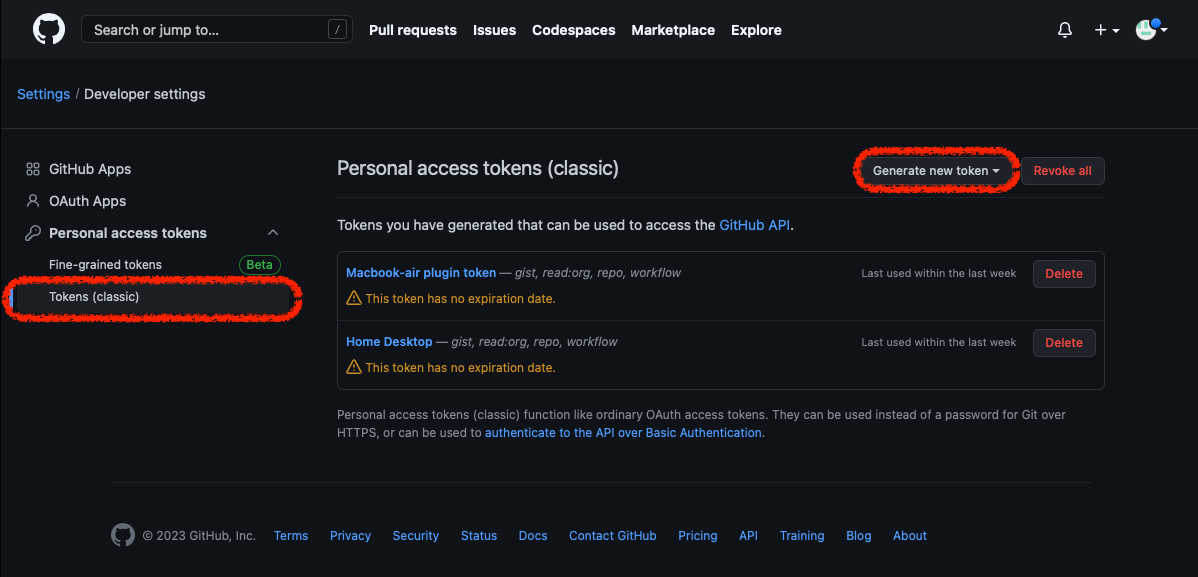 Search or jump to... /
Pull requests Issues Codespaces Marketplace Explore
Settings / Developer settings
GitHub Apps
OAuth Apps
Personal access tokens
Fine-grained tokens Beta
Tokens (classic)
Personal access tokens (classic)
Generate new token
Revoke all
Tokens you have generated that can be used to access the GitHub API.
Macbook-air plugin token — gist, read:org, repo, workflow
Last used within the last week
Delete
This token has no expiration date.
Home Desktop — gist, read:org, repo, workflow
Last used within the last week
Delete
This token has no expiration date.
Personal access tokens (classic) function like ordinary OAuth access tokens. They can be used instead of a password for Git over
HTTPS, or can be used to authenticate to the API over Basic Authentication.
© 2023 GitHub, Inc. Terms Privacy Security Status Docs Contact GitHub Pricing API Training Blog About